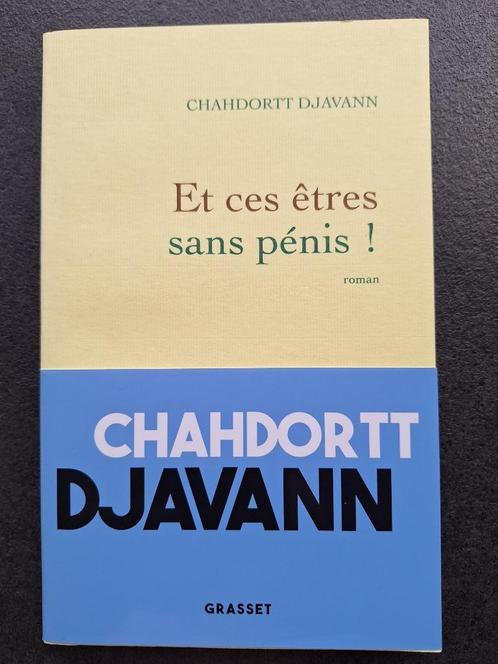 CHAHDORTT DJAVANN
Et ces êtres
sans pénis !
roman
CHAHDORTT
DJAVANN
GRASSET